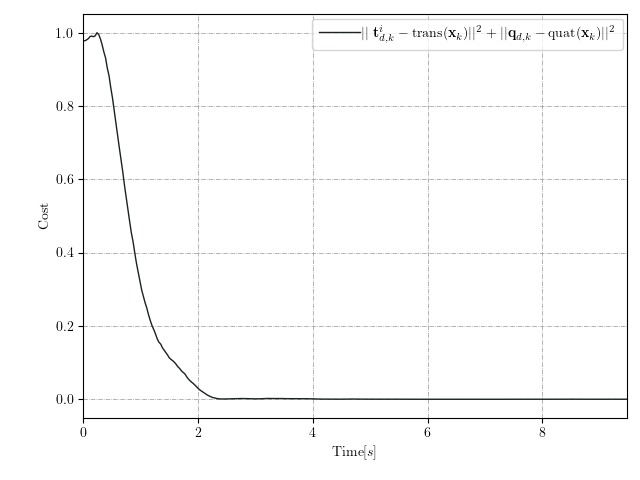 || t^i_{d,k} − trans(x_k)||^2 + ||q_{d,k} − quat(x_k)||^2
1.0
0.8
0.6
0.4
0.2
0.0
Cost
0 2 4 6 8
Time[s]